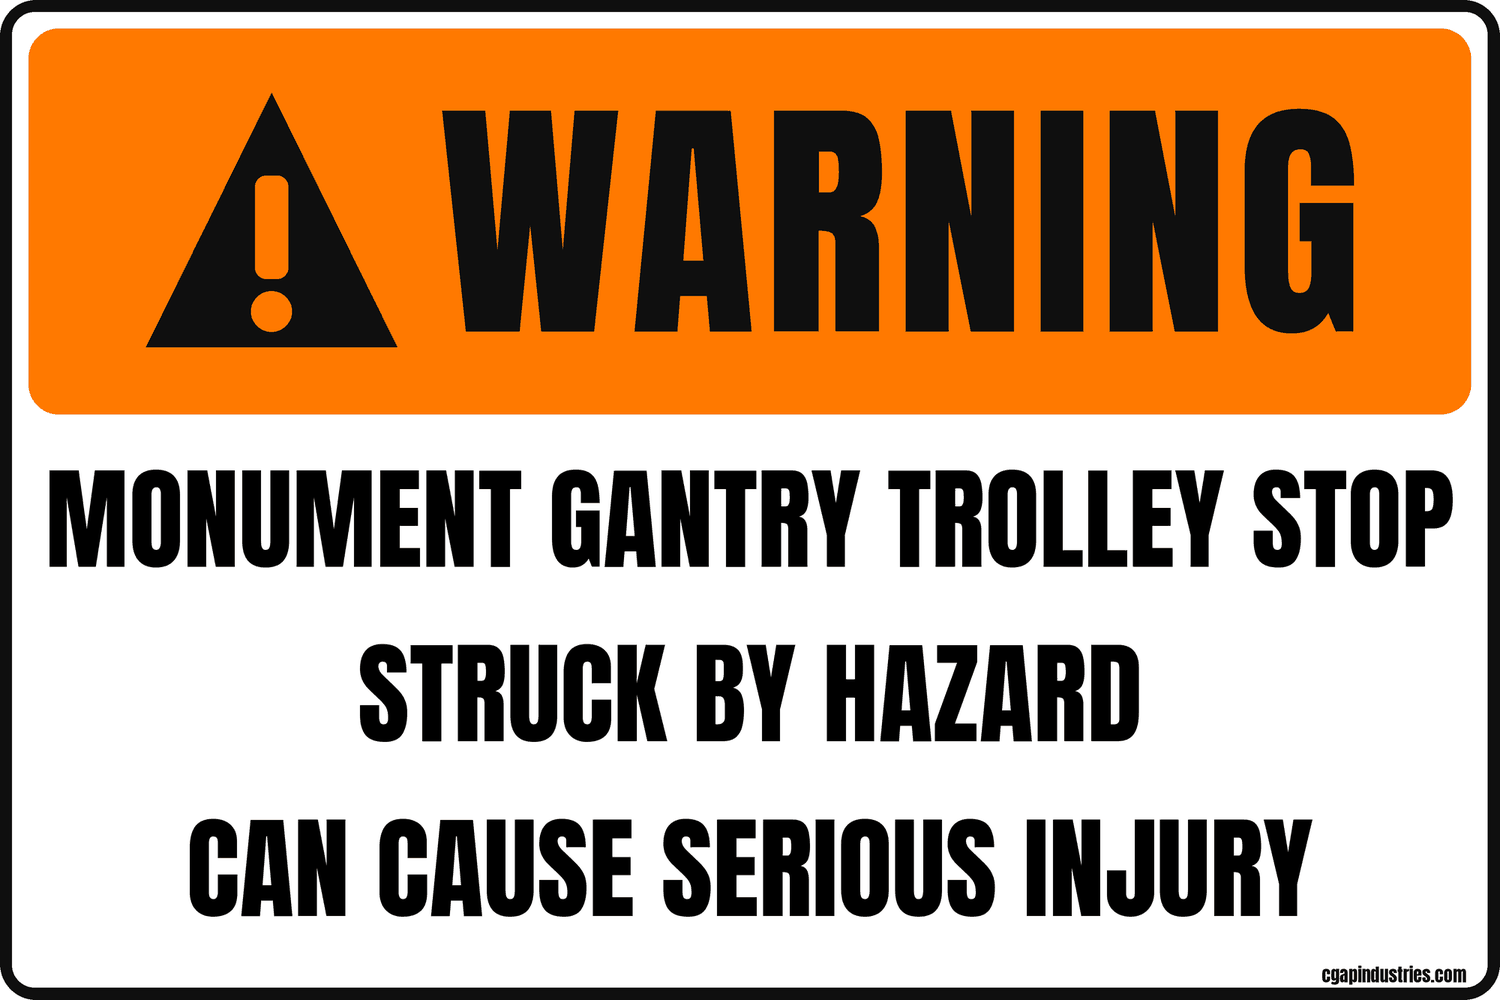 WARNING
MONUMENT GANTRY TROLLEY STOP
STRUCK BY HAZARD
CAN CAUSE SERIOUS INJURY
cgapindustries.com